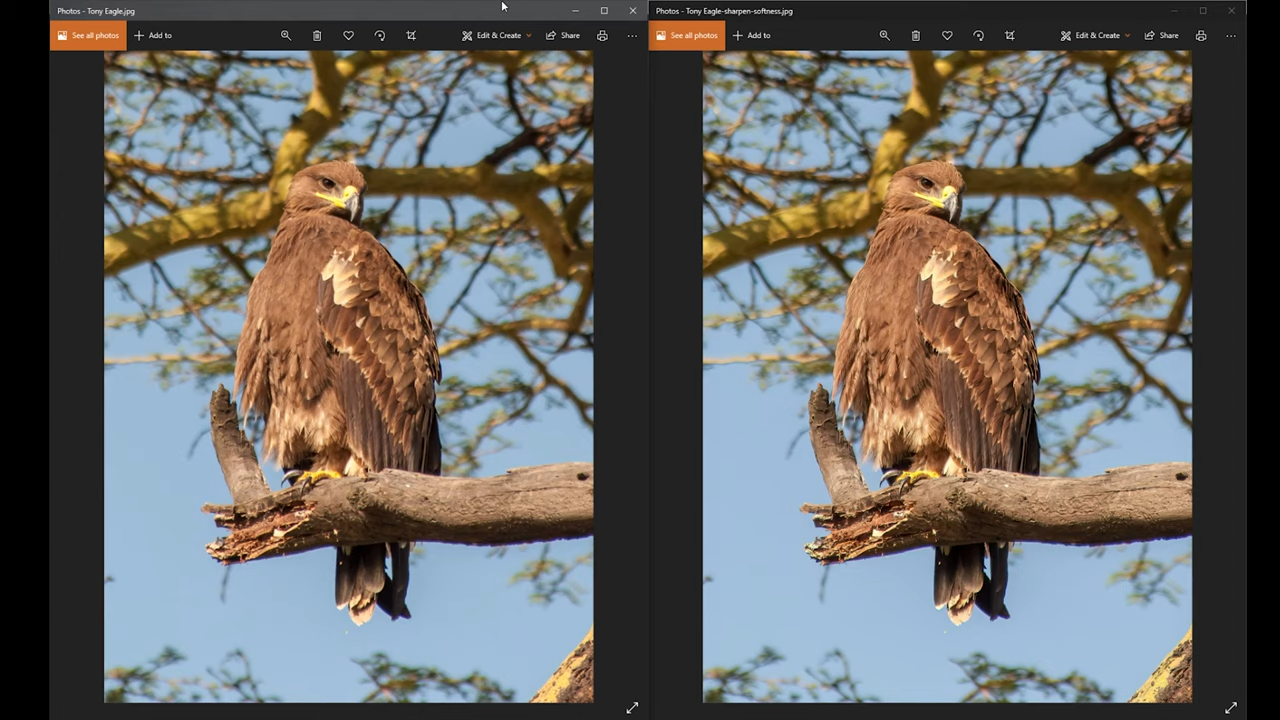 Photos - Tony Eagle.jpg
See all photos
Add to
Edit & Create
Share
Photos - Tony Eagle-sharpen-softness.jpg
See all photos
Add to
Edit & Create
Share